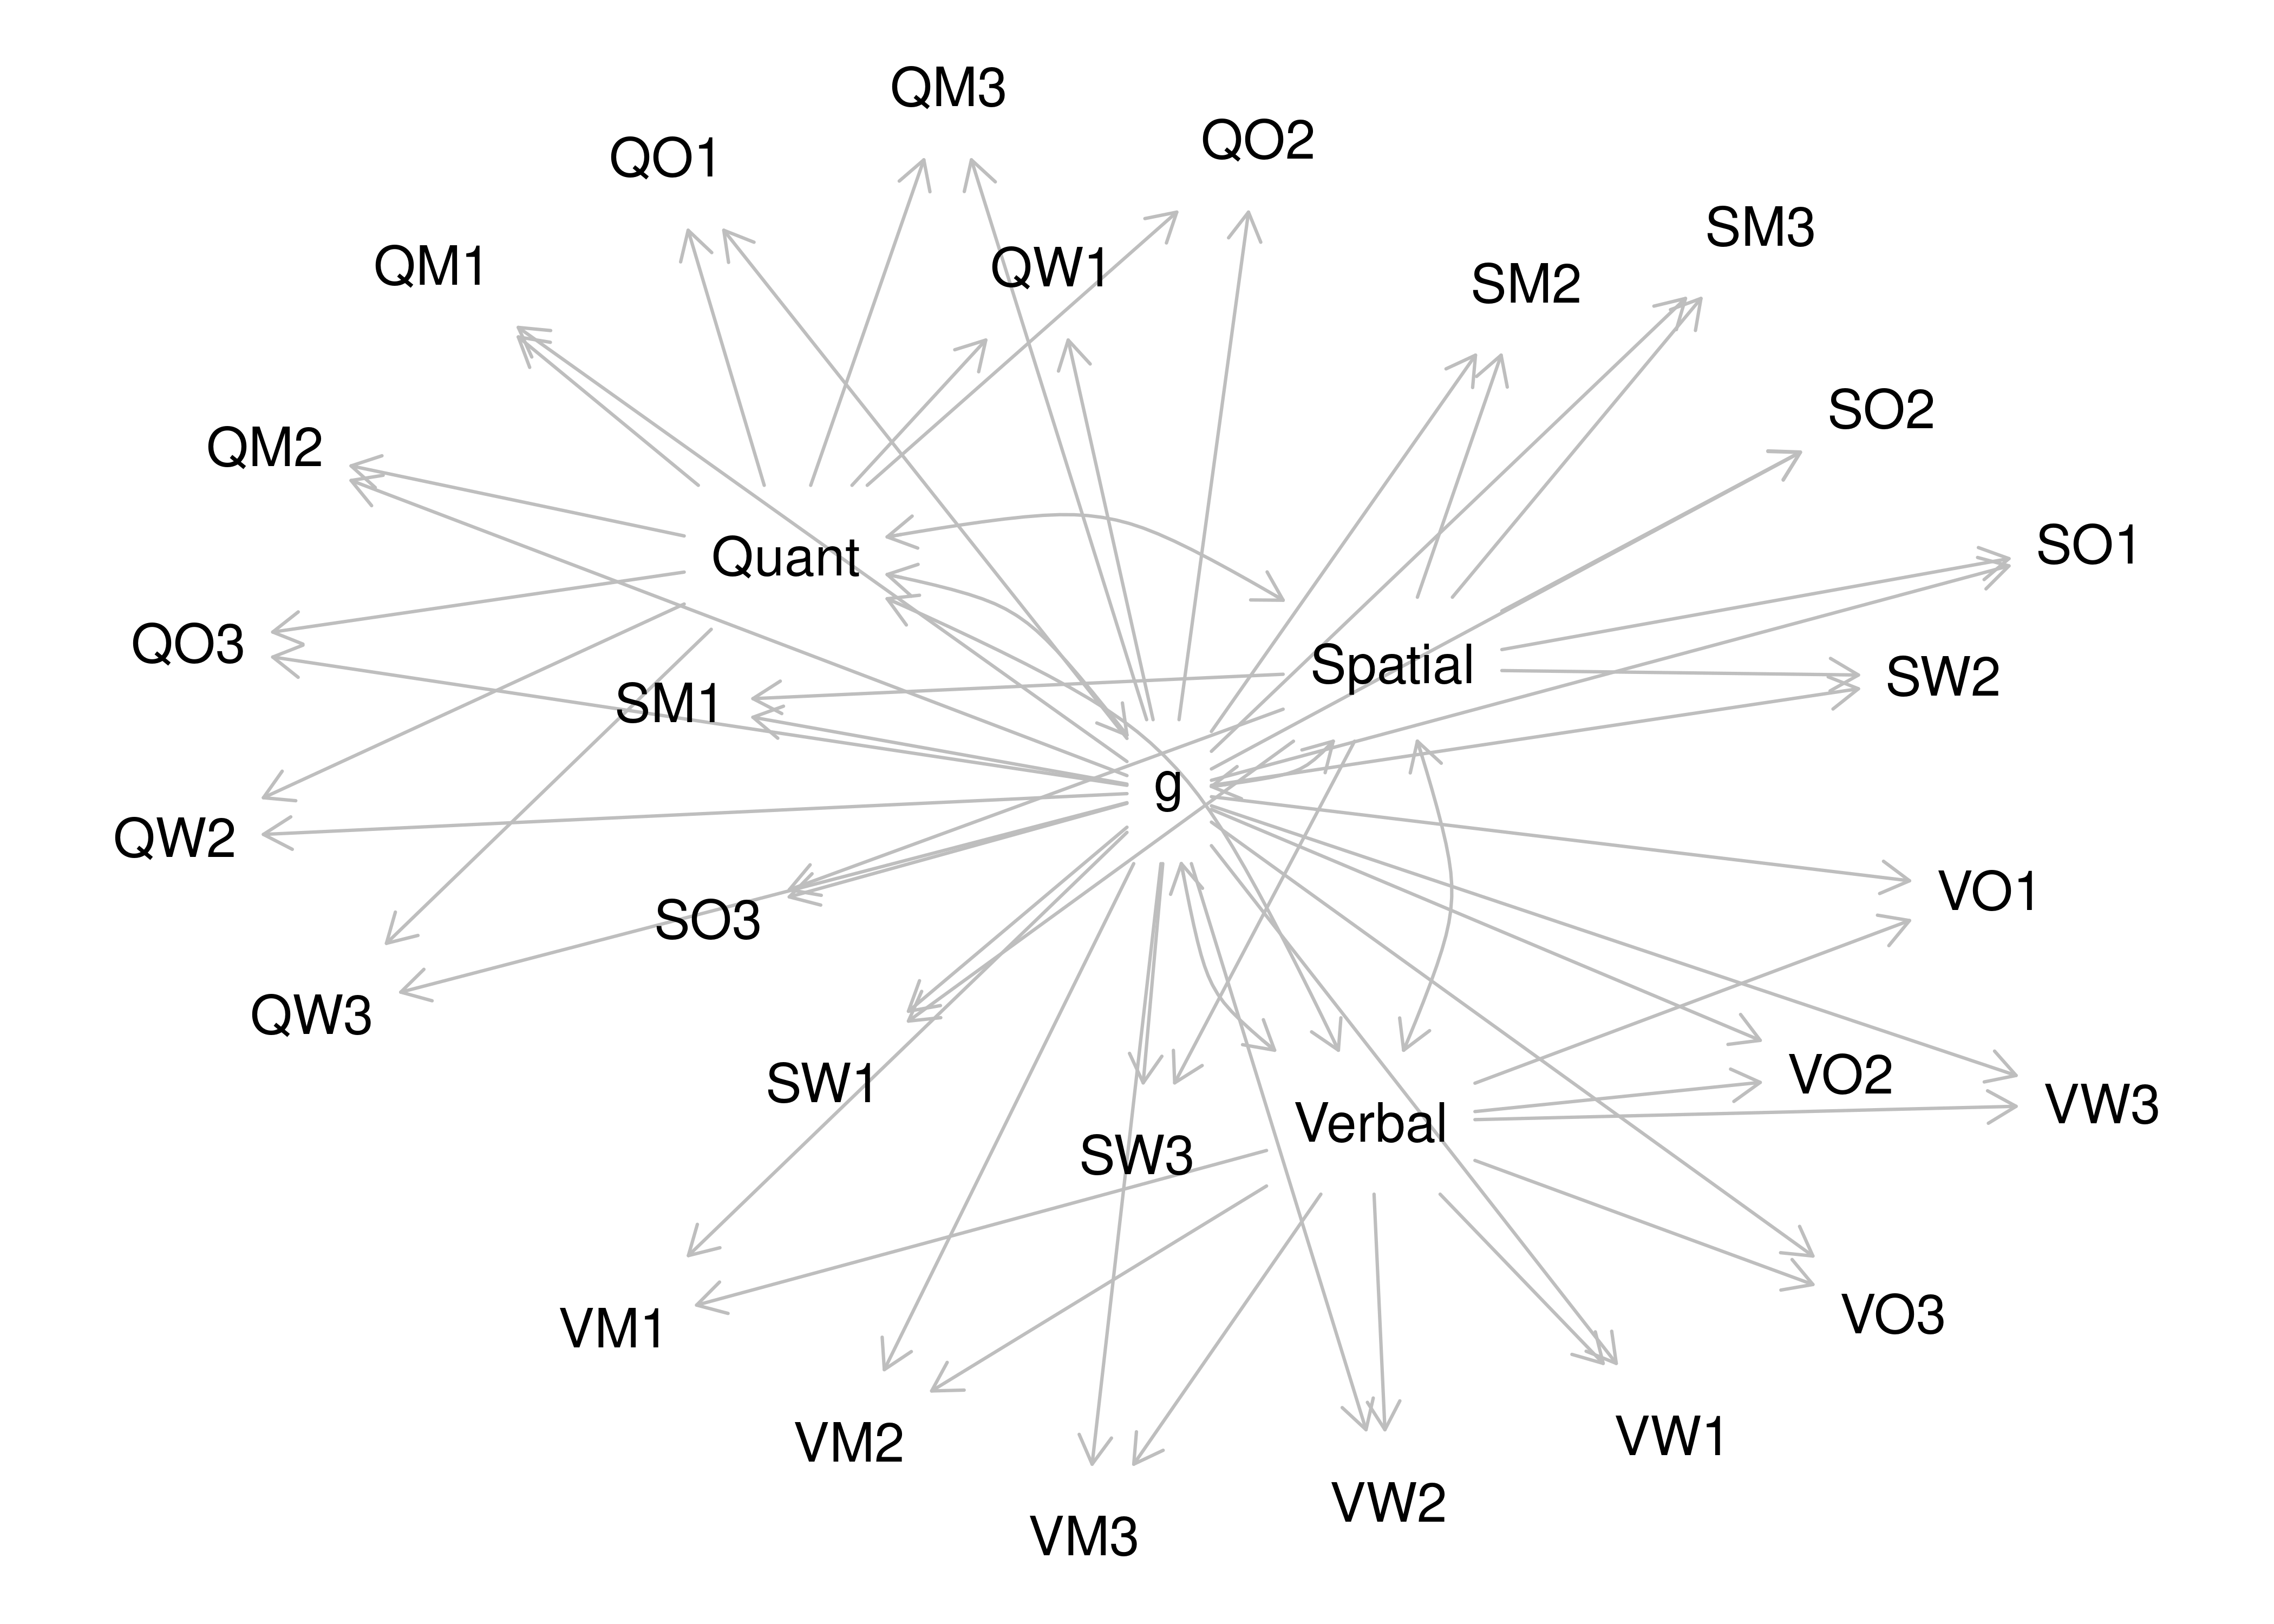 QM3
QO2
QO1
SM3
QM1
QW1
SM2
SO2
QM2
SO1
Quant
QO3
Spatial
SW2
SM1
g
QW2
VO1
SO3
QW3
VO2
SW1
VW3
Verbal
SW3
VO3
VM1
VW1
VM2
VW2
VM3